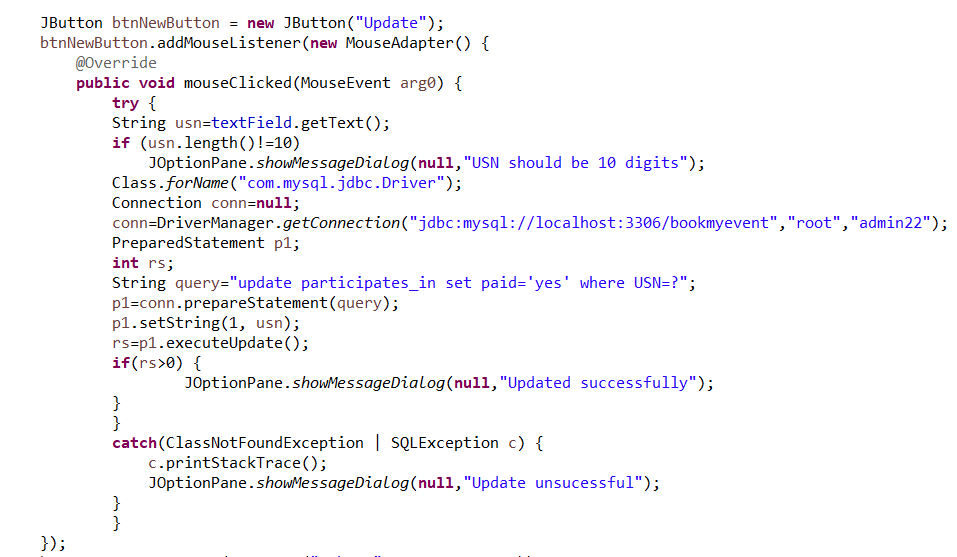 JButton btnNewButton = new JButton("Update");
btnNewButton.addMouseListener(new MouseAdapter() {
@Override
public void mouseClicked(MouseEvent arg0) {
try {
String usn=textField.getText();
if (usn.length()!=10)
JOptionPane.showMessageDialog(null,"USN should be 10 digits");
Class.forName("com.mysql.jdbc.Driver");
Connection conn=null;
conn=DriverManager.getConnection("jdbc:mysql://localhost:3306/bookmyevent","root","admin22");
PreparedStatement p1;
int rs;
String query="update participates_in set paid='yes' where USN=?";
p1=conn.prepareStatement(query);
p1.setString(1, usn);
rs=p1.executeUpdate();
if(rs>0) {
JOptionPane.showMessageDialog(null,"Updated successfully");
}
}
catch(ClassNotFoundException | SQLException c) {
c.printStackTrace();
JOptionPane.showMessageDialog(null,"Update unsucessful");
}
}
});